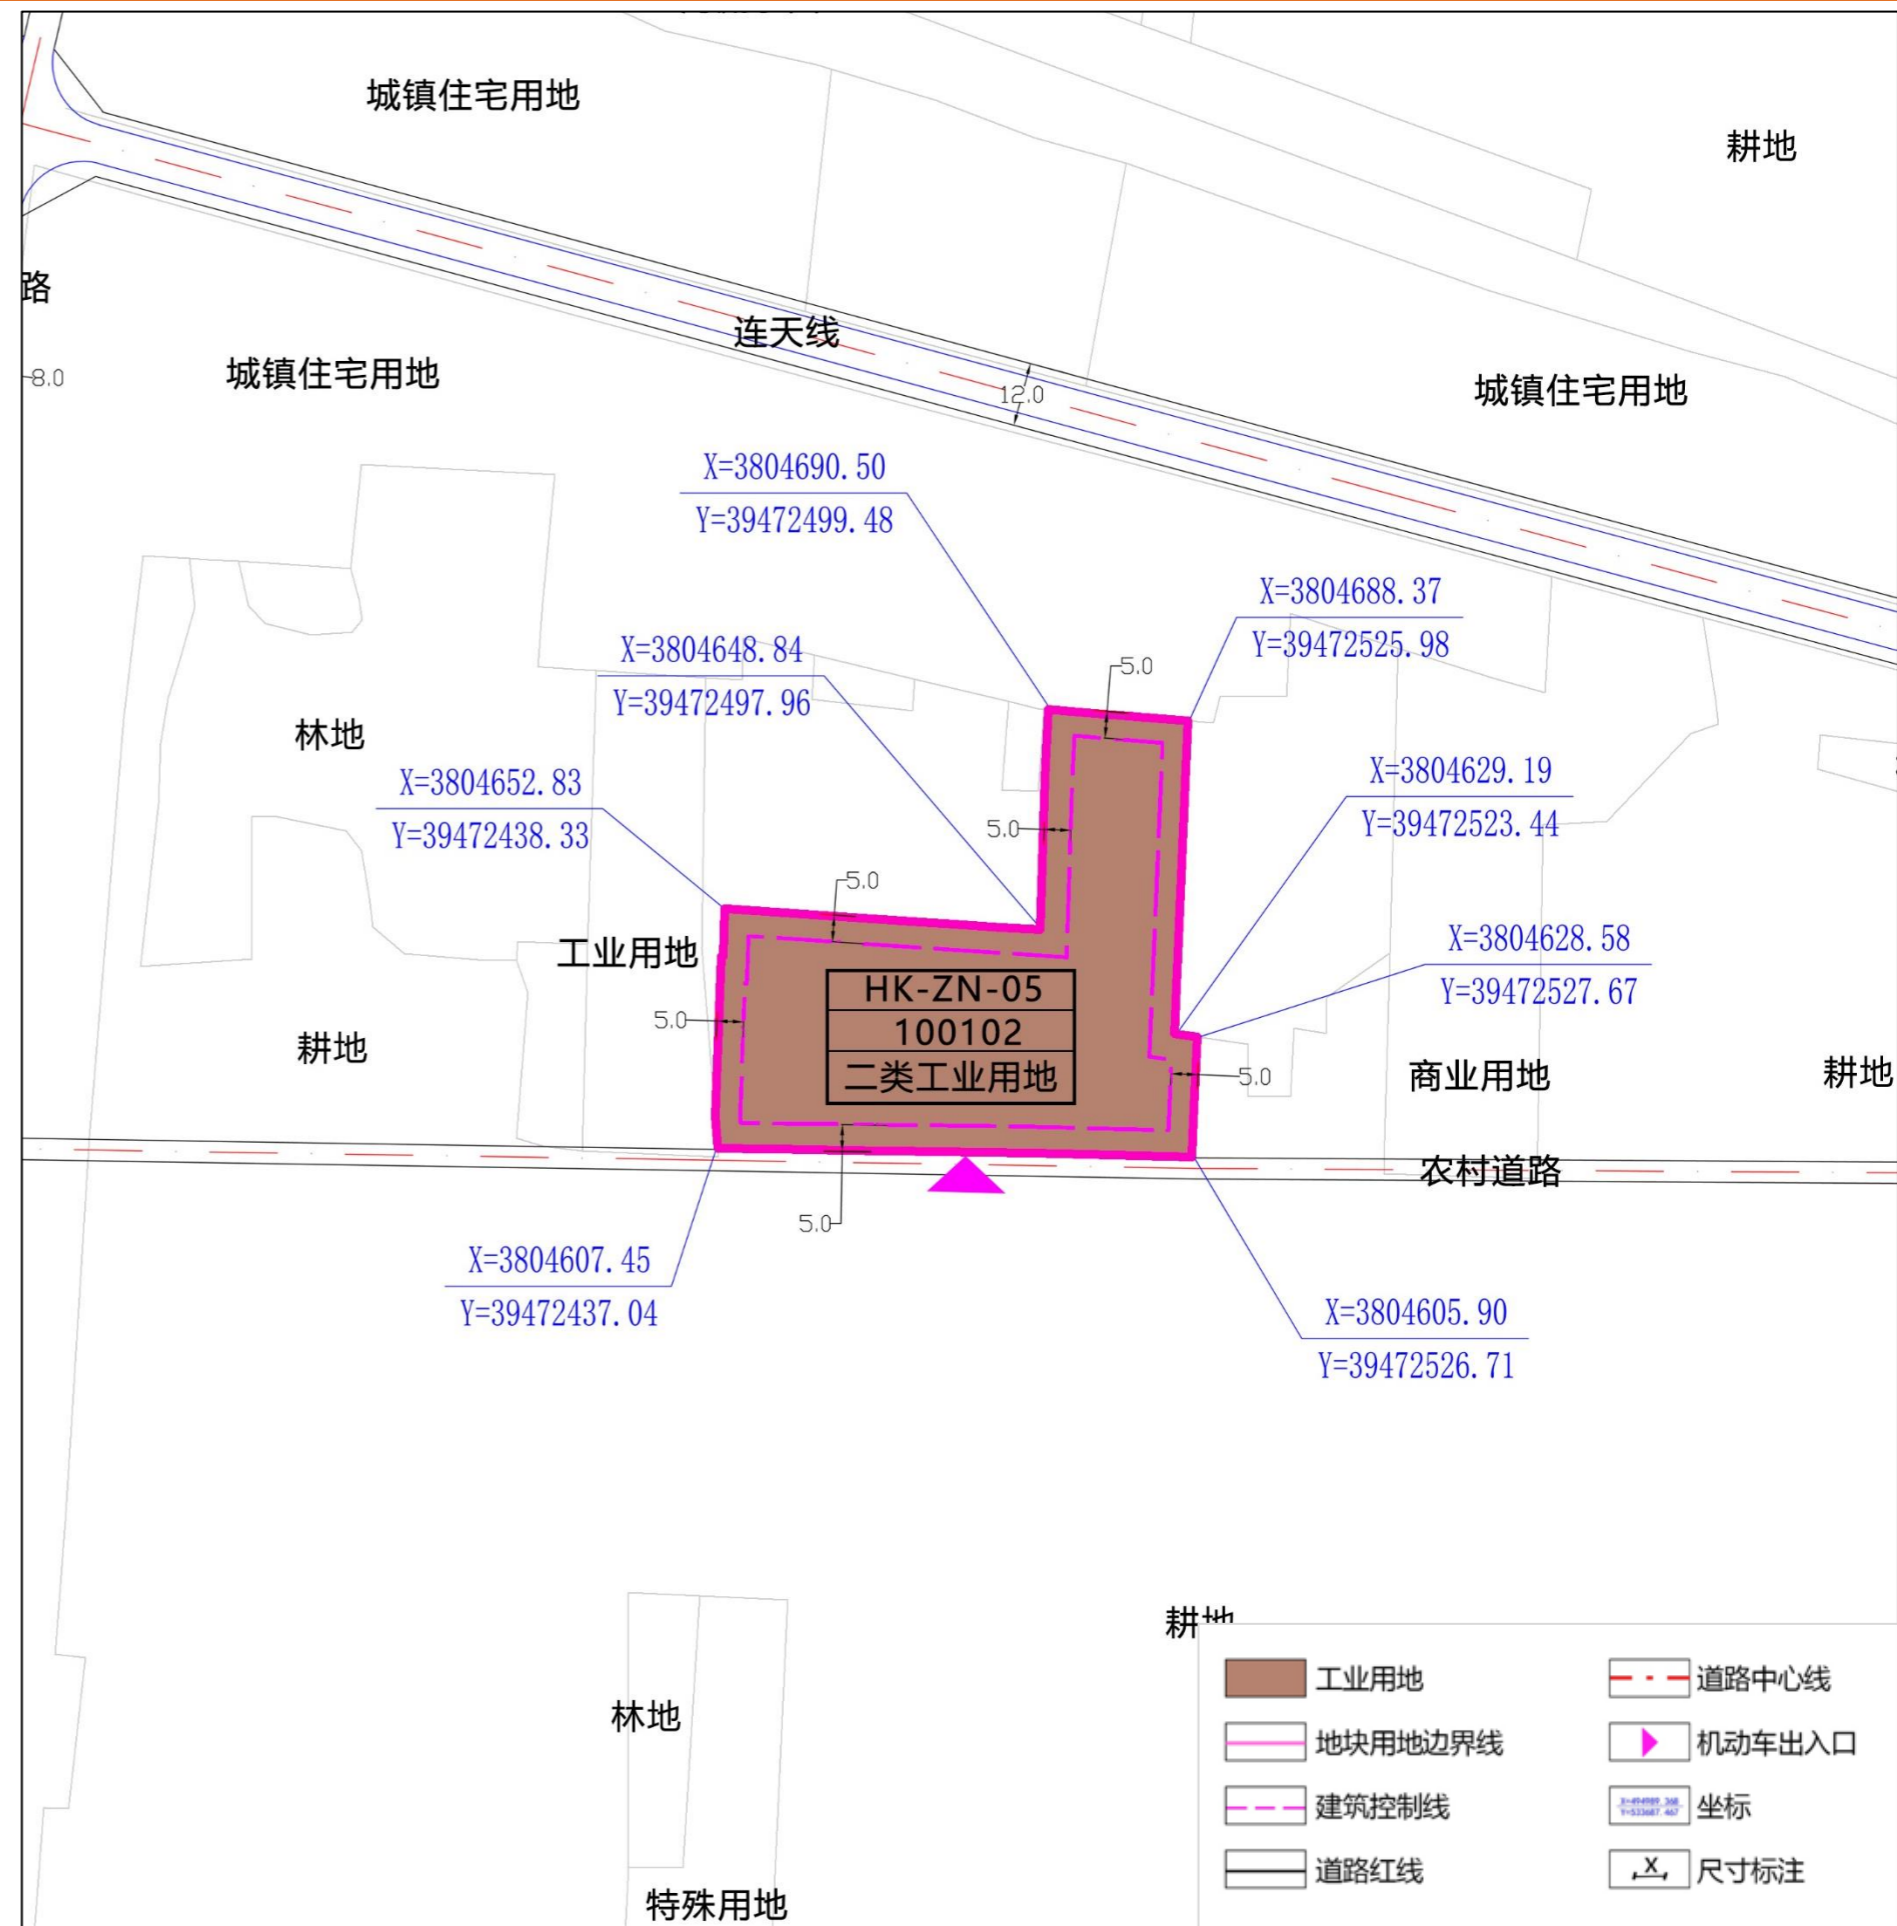 城镇住宅用地
耕地
路
连天线
城镇住宅用地
8.0
12.0
城镇住宅用地
X=3804690.50
Y=39472499.48
X=3804688.37
Y=39472525.98
X=3804648.84
Y=39472497.96
5.0
林地
X=3804652.83
Y=39472438.33
X=3804629.19
Y=39472523.44
5.0
5.0
工业用地
X=3804628.58
Y=39472527.67
HK-ZN-05
100102
二类工业用地
5.0
耕地
5.0
商业用地
耕地
农村道路
5.0
X=3804607.45
Y=39472437.04
X=3804605.90
Y=39472526.71
耕地
林地
特殊用地
工业用地
道路中心线
地块用地边界线
机动车出入口
建筑控制线
坐标
道路红线
X
尺寸标注